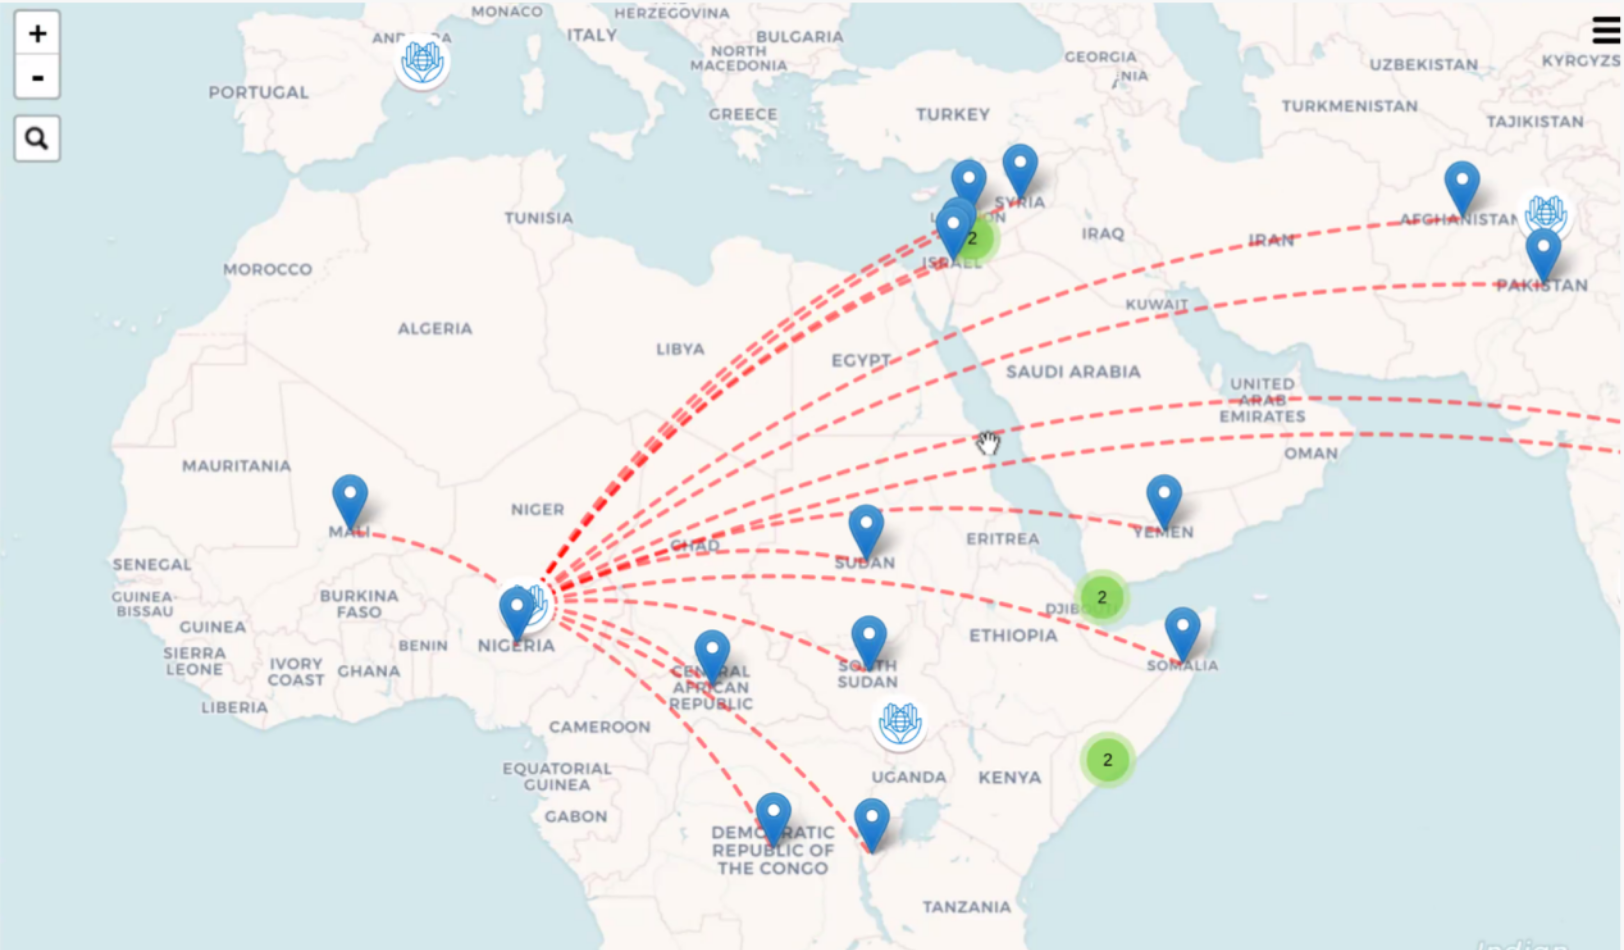 +
-
MONACO
HERZEGOVINA
ITALY
BULGARIA
NORTH
MACEDONIA
GEORGIA
UZBEKISTAN
KYRGYZS
PORTUGAL
GREECE
TURKEY
TURKMENISTAN
TAJIKISTAN
TUNISIA
SYRIA
IRAQ
IRAN
AFGHANISTAN
2
ISRAEL
MOROCCO
PAKISTAN
KUWAIT
ALGERIA
LIBYA
EGYPT
SAUDI ARABIA
UNITED
ARAB
EMIRATES
OMAN
MAURITANIA
NIGER
MALI
CHAD
SUDAN
ERITREA
YEMEN
SENEGAL
GUINEA-
BISSAU
BURKINA
FASO
2
GUINEA
BENIN
NIGERIA
ETHIOPIA
SIERRA
LEONE
IVORY
COAST
GHANA
SOUTH
SUDAN
SOMALIA
CENTRAL
AFRICAN
REPUBLIC
LIBERIA
CAMEROON
2
EQUATORIAL
GUINEA
UGANDA
KENYA
GABON
DEMOCRATIC
REPUBLIC OF
THE CONGO
TANZANIA
Indian